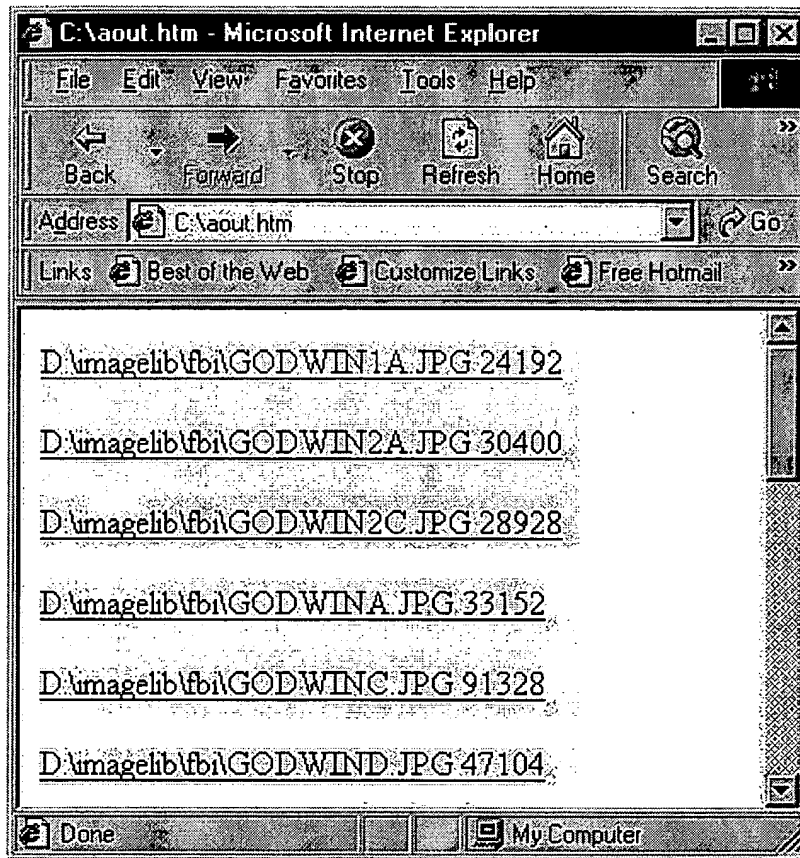 C:\aout.htm - Microsoft Internet Explorer
File Edit View Favorites Tools Help
Back Forward Stop Refresh Home Search »
Address C:\aout.htm Go
Links Best of the Web Customize Links Free Hotmail »
D:\imagelib\fbi\GODWIN1A.JPG 24192
D:\imagelib\fbi\GODWIN2A.JPG 30400
D:\imagelib\fbi\GODWIN2C.JPG 28928
D:\imagelib\fbi\GODWINA.JPG 33152
D:\imagelib\fbi\GODWINC.JPG 91328
D:\imagelib\fbi\GODWIND.JPG 47104
Done My Computer